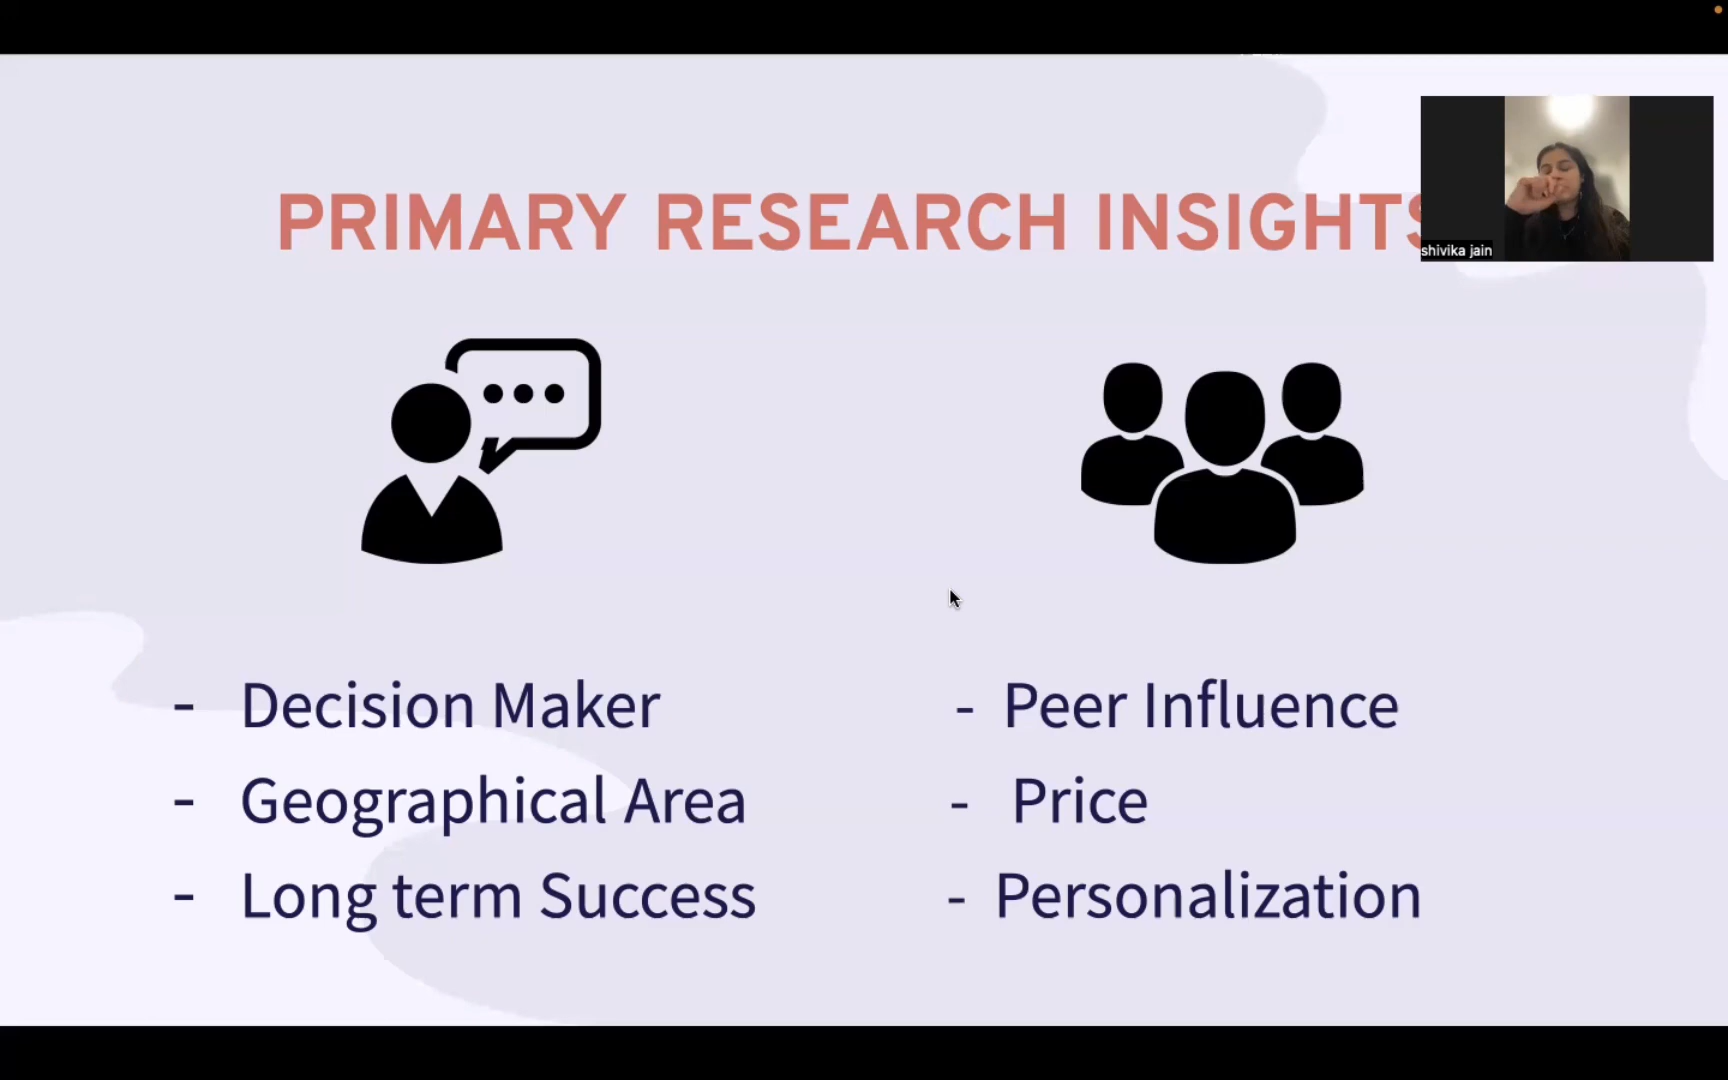 PRIMARY RESEARCH INSIGHTS
shivika jain
- Decision Maker
- Geographical Area
- Long term Success
- Peer Influence
- Price
- Personalization